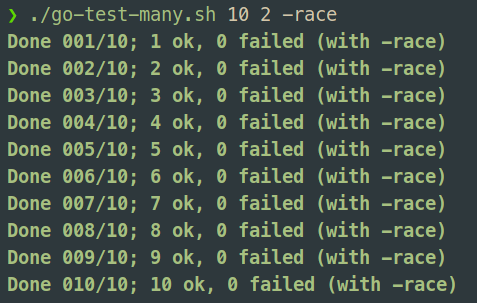 ❯ ./go-test-many.sh 10 2 -race
Done 001/10; 1 ok, 0 failed (with -race)
Done 002/10; 2 ok, 0 failed (with -race)
Done 003/10; 3 ok, 0 failed (with -race)
Done 004/10; 4 ok, 0 failed (with -race)
Done 005/10; 5 ok, 0 failed (with -race)
Done 006/10; 6 ok, 0 failed (with -race)
Done 007/10; 7 ok, 0 failed (with -race)
Done 008/10; 8 ok, 0 failed (with -race)
Done 009/10; 9 ok, 0 failed (with -race)
Done 010/10; 10 ok, 0 failed (with -race)